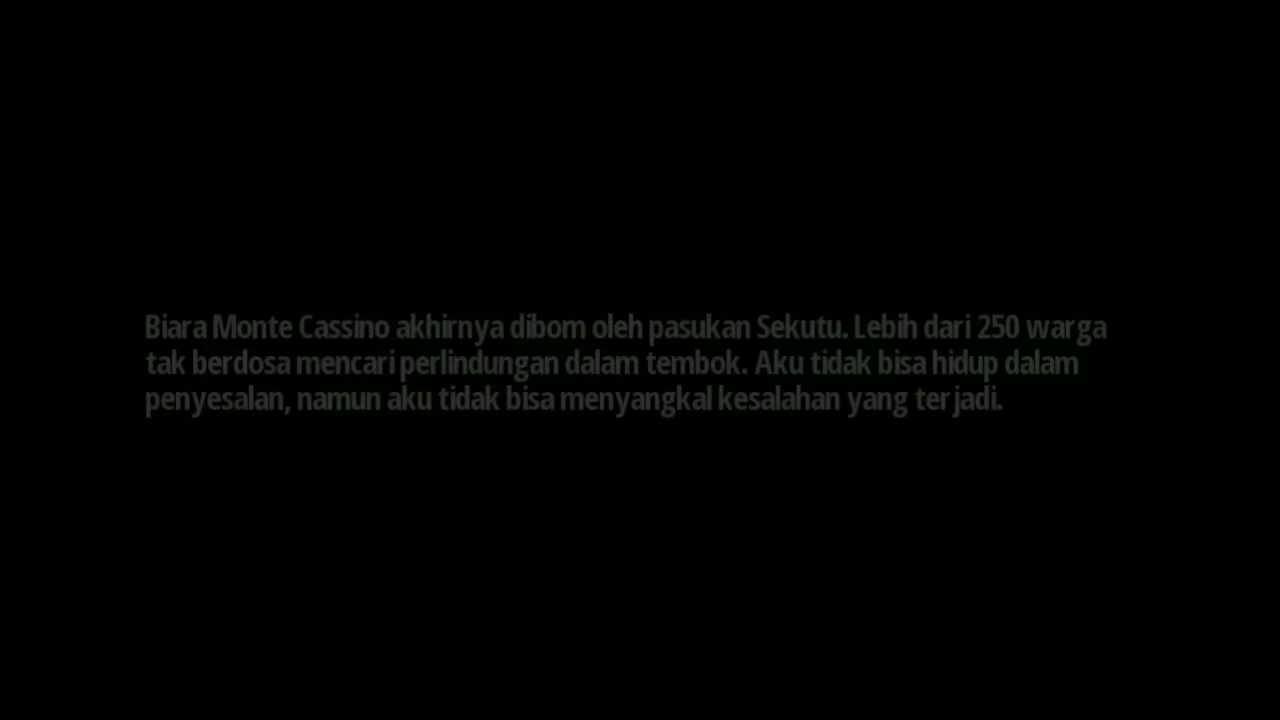 Biara Monte Cassino akhirnya dibom oleh pasukan Sekutu. Lebih dari 250 warga
tak berdosa mencari perlindungan dalam tembok. Aku tidak bisa hidup dalam
penyesalan, namun aku tidak bisa menyangkal kesalahan yang terjadi.